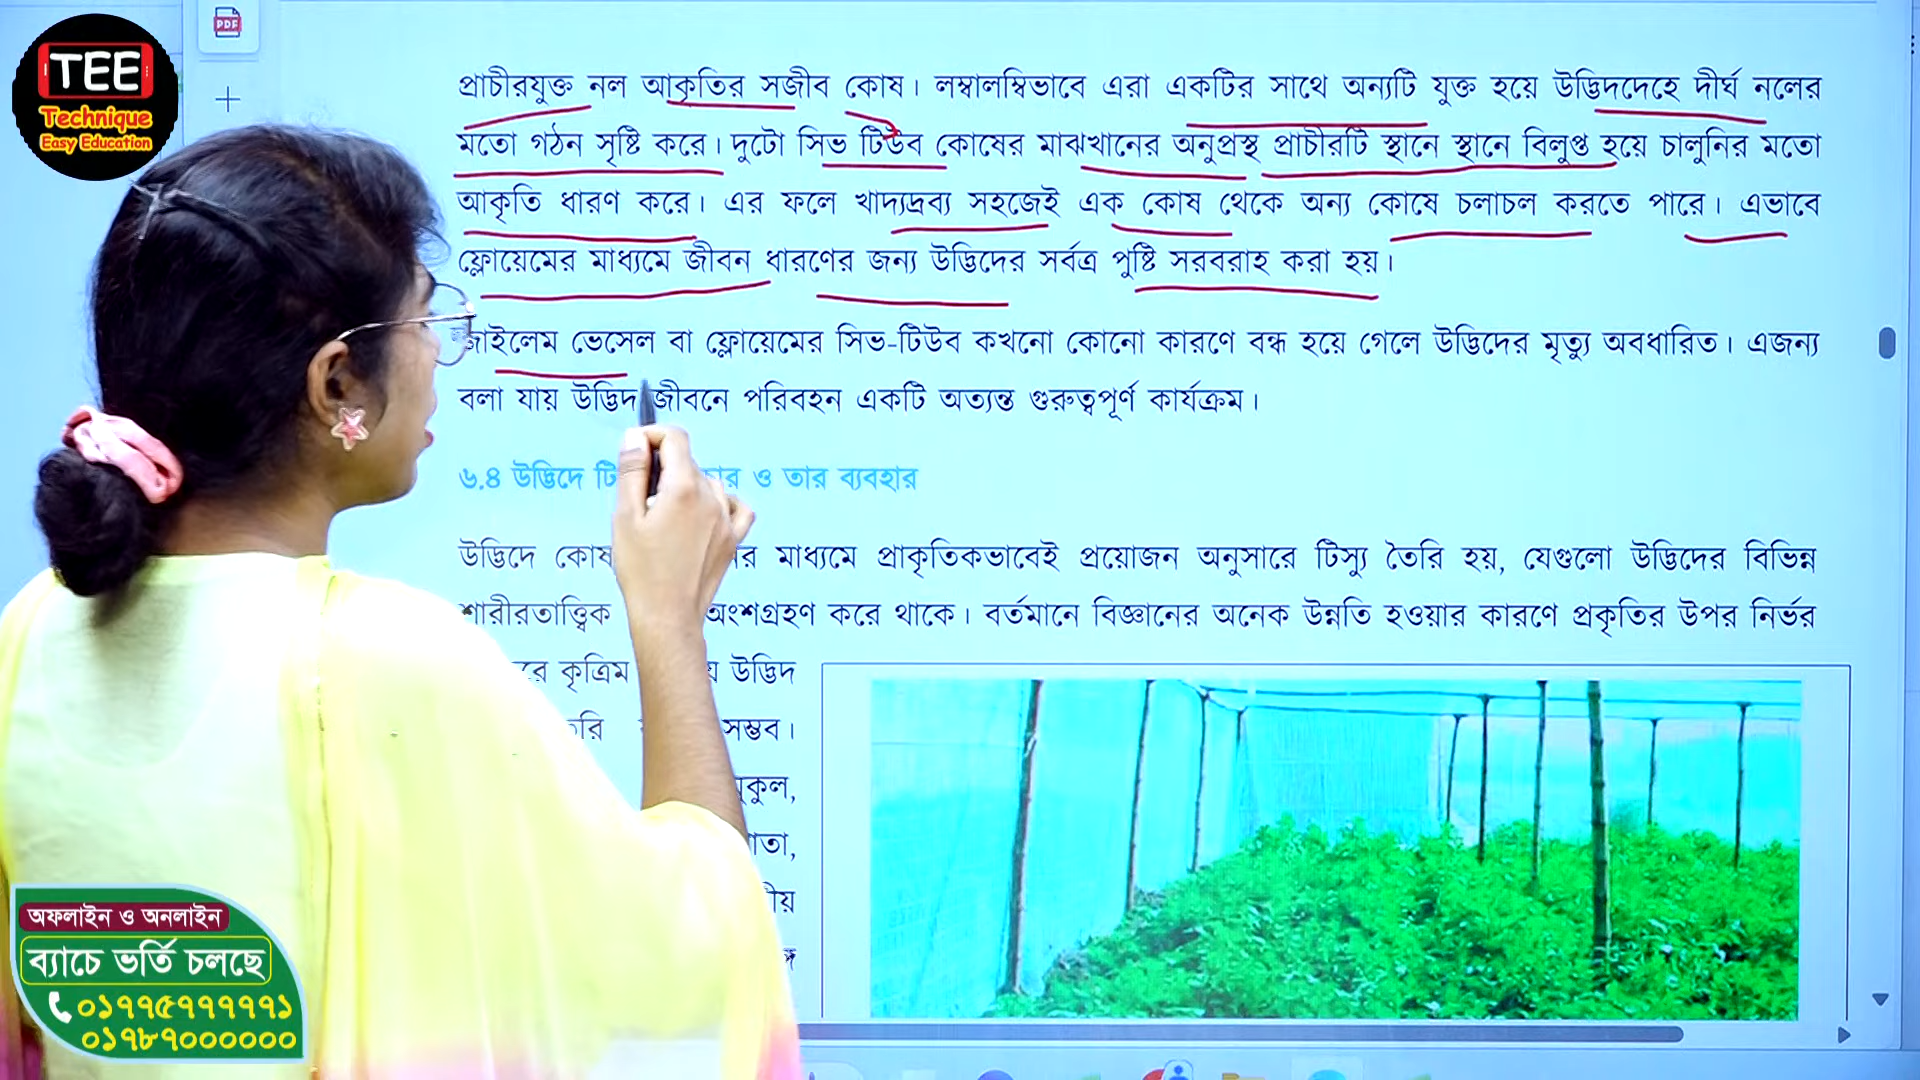 TEE
Technique
Easy Education
প্রাচীরযুক্ত নল আকৃতির সজীব কোষ। লম্বালম্বিভাবে এরা একটির সাথে অন্যটি যুক্ত হয়ে উদ্ভিদদেহে দীর্ঘ নলের
মতো গঠন সৃষ্টি করে। দুটো সিভ টিউব কোষের মাঝখানের অনুপ্রস্থ প্রাচীরটি স্থানে স্থানে বিলুপ্ত হয়ে চালুনির মতো
আকৃতি ধারণ করে। এর ফলে খাদ্যদ্রব্য সহজেই এক কোষ থেকে অন্য কোষে চলাচল করতে পারে। এভাবে
ফ্লোয়েমের মাধ্যমে জীবন ধারণের জন্য উদ্ভিদের সর্বত্র পুষ্টি সরবরাহ করা হয়।
জাইলেম ভেসেল বা ফ্লোয়েমের সিভ-টিউব কখনো কোনো কারণে বন্ধ হয়ে গেলে উদ্ভিদের মৃত্যু অবধারিত। এজন্য
বলা যায় উদ্ভিদ জীবনে পরিবহন একটি অত্যন্ত গুরুত্বপূর্ণ কার্যক্রম।
৬.৪ উদ্ভিদে ও তার ব্যবহার
উদ্ভিদে কোষ মাধ্যমে প্রাকৃতিকভাবেই প্রয়োজন অনুসারে টিস্যু তৈরি হয়, যেগুলো উদ্ভিদের বিভিন্ন
শারীরতাত্ত্বিক অংশগ্রহণ করে থাকে। বর্তমানে বিজ্ঞানের অনেক উন্নতি হওয়ার কারণে প্রকৃতির উপর নির্ভর
কৃত্রিম উদ্ভিদ
সম্ভব।
অফলাইন ও অনলাইন
ব্যাচে ভর্তি চলছে
০১৭৭৫৭৭৭৭৭১
০১৭৮৭০০০০০০